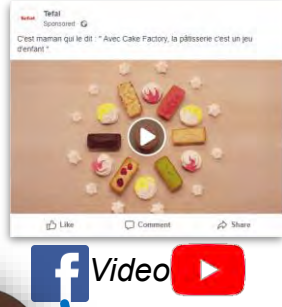 Tefal
Tefal
Sponsored
C'est maman qui le dit : " Avec Cake Factory, la pâtisserie c'est un jeu
d'enfant ".
Like Comment Share
f Video